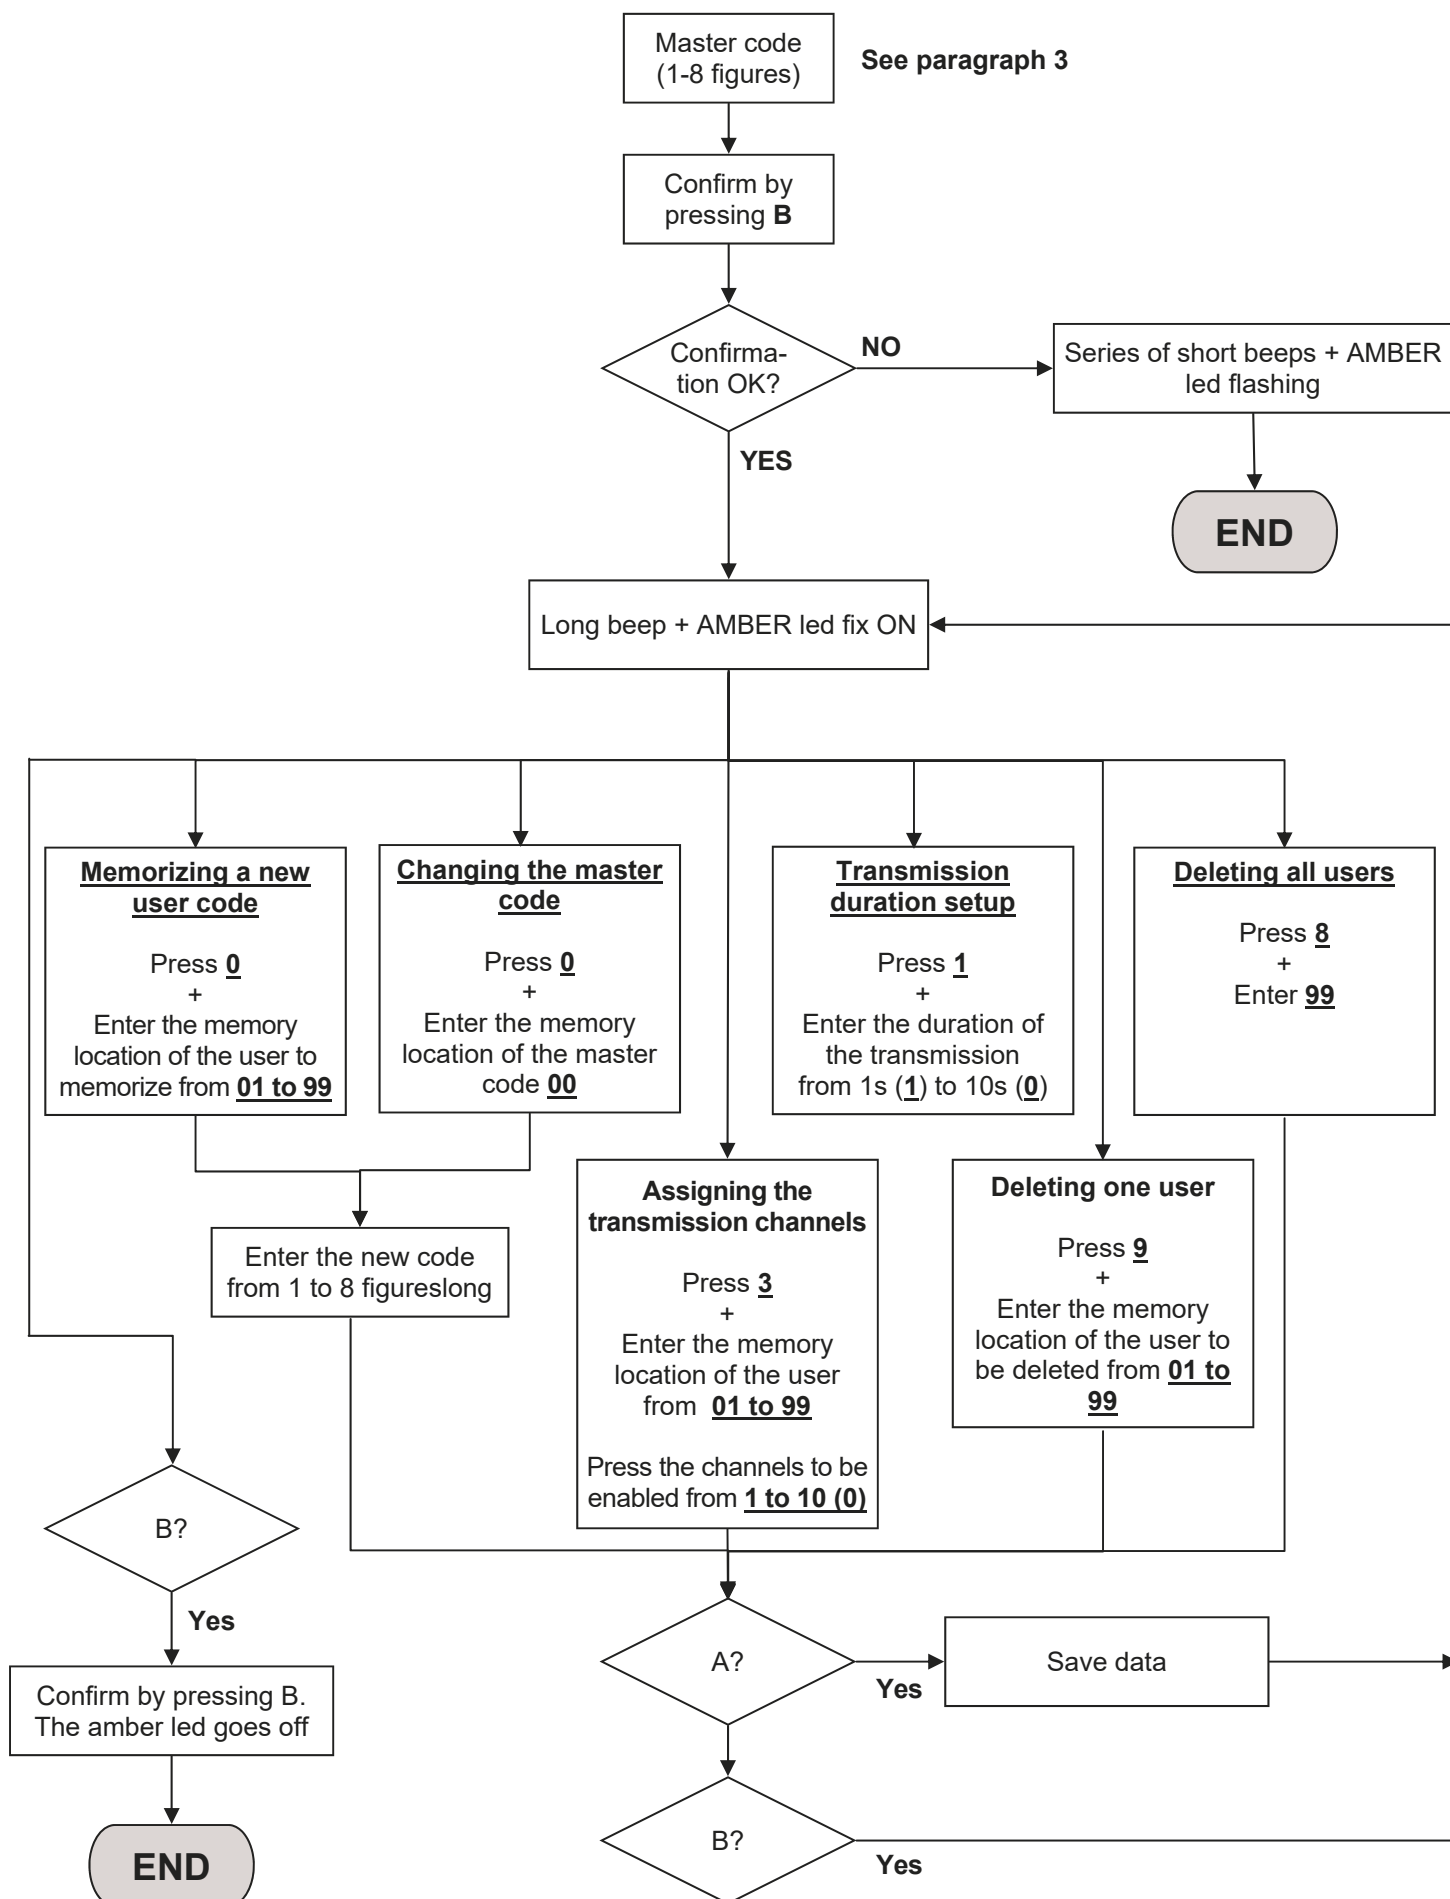 Master code
(1-8 figures)
See paragraph 3
Confirm by
pressing B
Confirma-
tion OK?
NO
Series of short beeps + AMBER
led flashing
YES
END
Long beep + AMBER led fix ON
Memorizing a new
user code
Press 0
+
Enter the memory
location of the user to
memorize from 01 to 99
Changing the master
code
Press 0
+
Enter the memory
location of the master
code 00
Transmission
duration setup
Press 1
+
Enter the duration of
the transmission
from 1s (1) to 10s (0)
Deleting all users
Press 8
+
Enter 99
Enter the new code
from 1 to 8 figureslong
Assigning the
transmission channels
Press 3
+
Enter the memory
location of the user
from 01 to 99
Press the channels to be
enabled from 1 to 10 (0)
Deleting one user
Press 9
+
Enter the memory
location of the user to
be deleted from 01 to
99
B?
Yes
Confirm by pressing B.
The amber led goes off
END
A?
Yes
Save data
B?
Yes